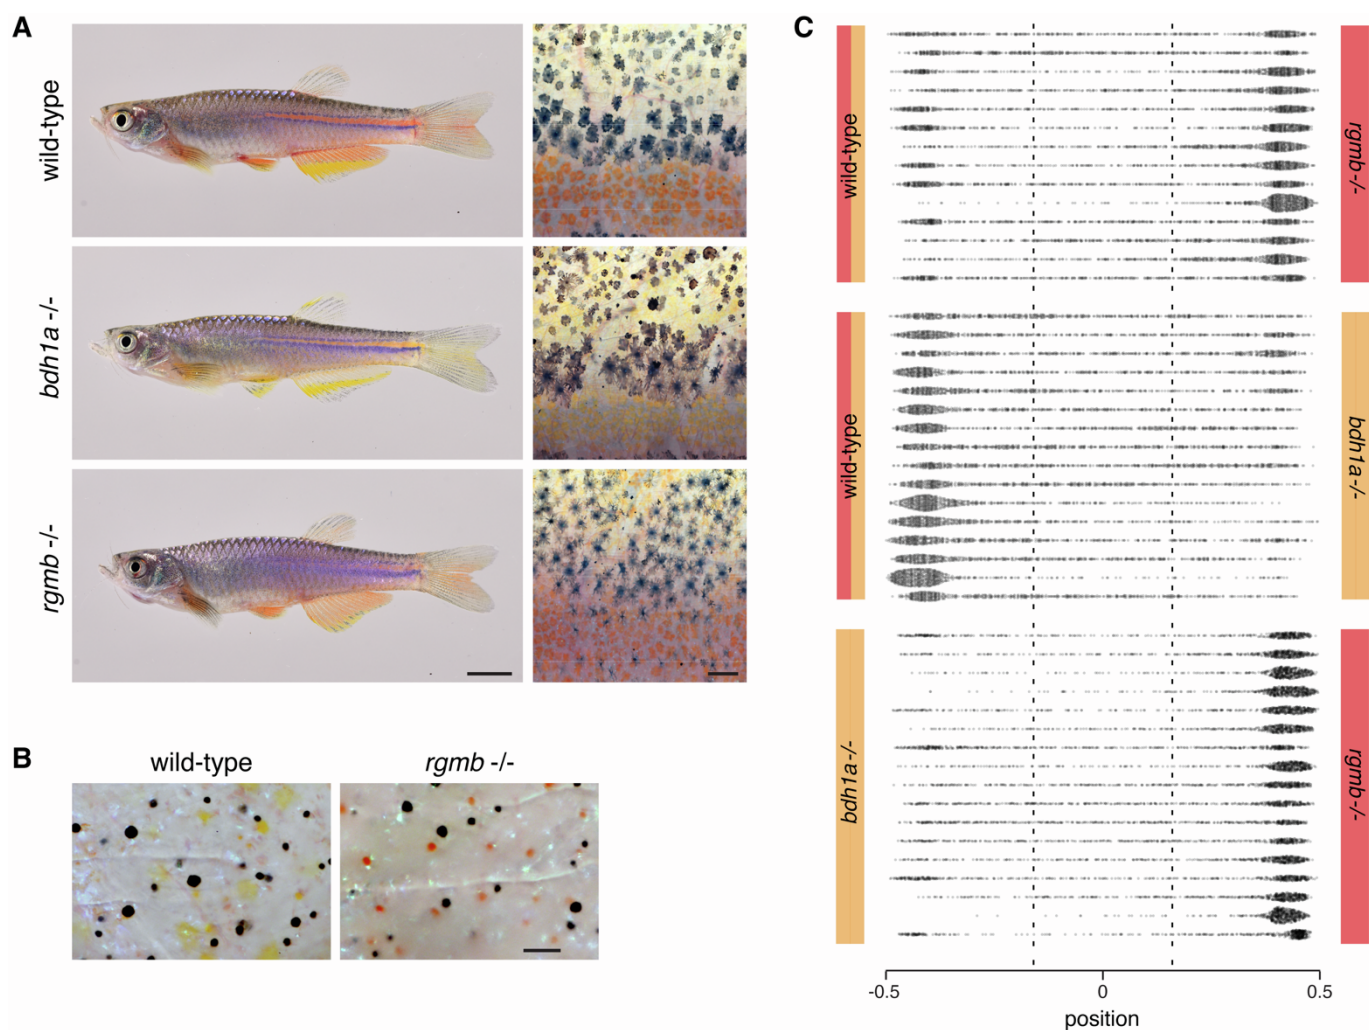 A
wild-type
bdh1a -/-
rgmb -/-
B
wild-type
rgmb -/-
C
wild-type
rgmb -/-
wild-type
bdh1a -/-
bdh1a -/-
rgmb -/-
-0.5
0
0.5
position